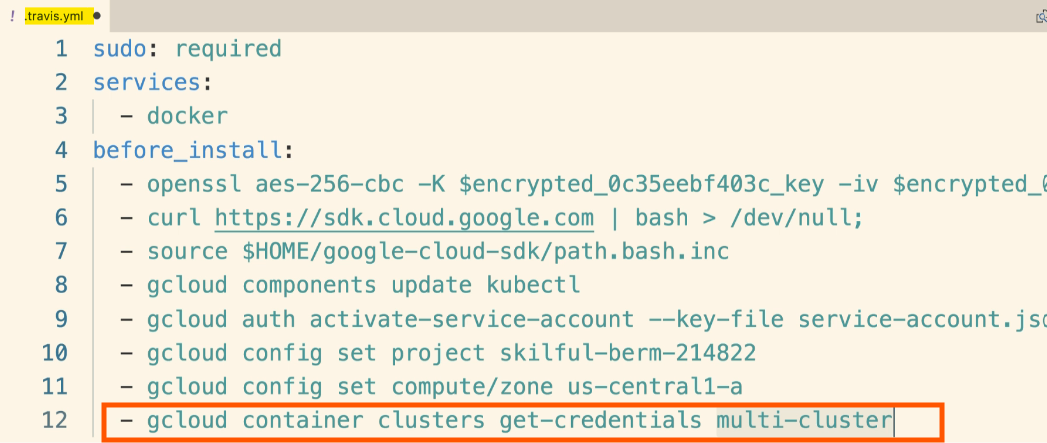 ! .travis.yml ●
1 sudo: required
2 services:
3 - docker
4 before_install:
5 - openssl aes-256-cbc -K $encrypted_0c35eebf403c_key -iv $encrypted_
6 - curl https://sdk.cloud.google.com | bash > /dev/null;
7 - source $HOME/google-cloud-sdk/path.bash.inc
8 - gcloud components update kubectl
9 - gcloud auth activate-service-account --key-file service-account.js
10 - gcloud config set project skilful-berm-214822
11 - gcloud config set compute/zone us-central1-a
12 - gcloud container clusters get-credentials multi-cluster